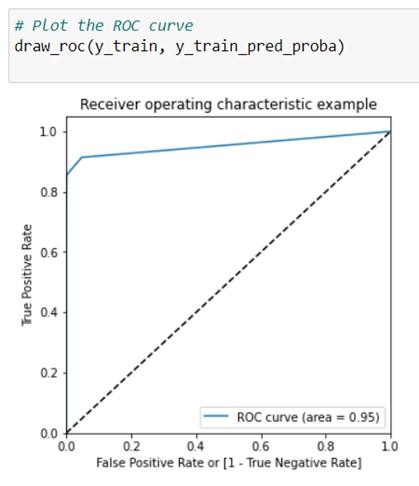 # Plot the ROC curve
draw_roc(y_train, y_train_pred_proba)
Receiver operating characteristic example
1.0
0.8
0.6
0.4
0.2
0.0
True Positive Rate
ROC curve (area = 0.95)
0.0 0.2 0.4 0.6 0.8 1.0
False Positive Rate or [1 - True Negative Rate]